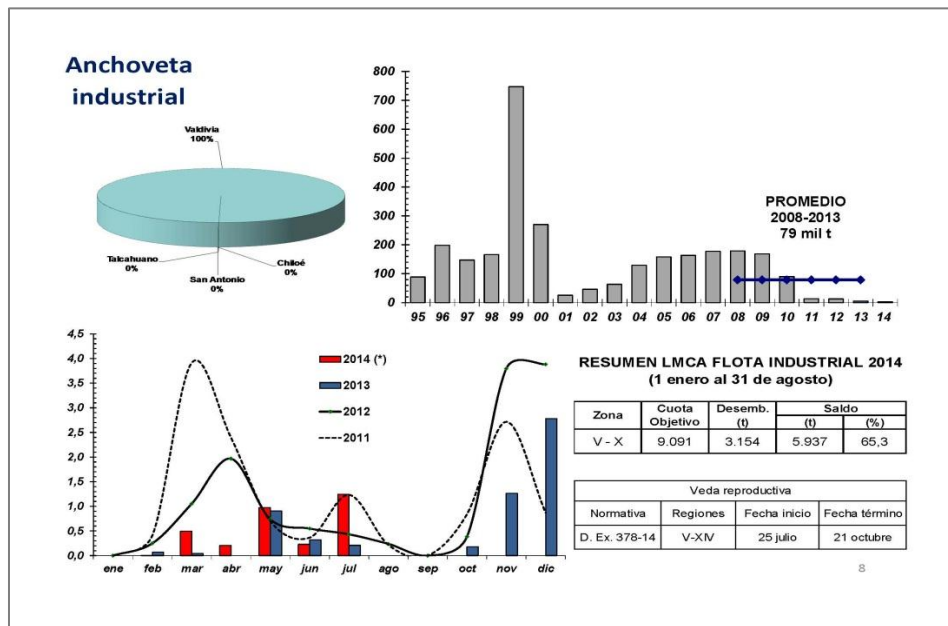 Anchoveta
industrial
Valdivia
100%
Talcahuano
0%
San Antonio
0%
Chiloé
0%
800
700
600
500
400
300
200
100
0
95 96 97 98 99 00 01 02 03 04 05 06 07 08 09 10 11 12 13 14
PROMEDIO
2008-2013
79 mil t
4,5
4,0
3,5
3,0
2,5
2,0
1,5
1,0
0,5
0,0
ene feb mar abr may jun jul ago sep oct nov dic
2014 (*)
2013
2012
2011
RESUMEN LMCA FLOTA INDUSTRIAL 2014
(1 enero al 31 de agosto)
Zona Cuota Objetivo Desemb. (t) Saldo
(t) (%)
V - X 9.091 3.154 5.937 65,3
Veda reproductiva
Normativa Regiones Fecha inicio Fecha término
D. Ex. 378-14 V-XIV 25 julio 21 octubre
8